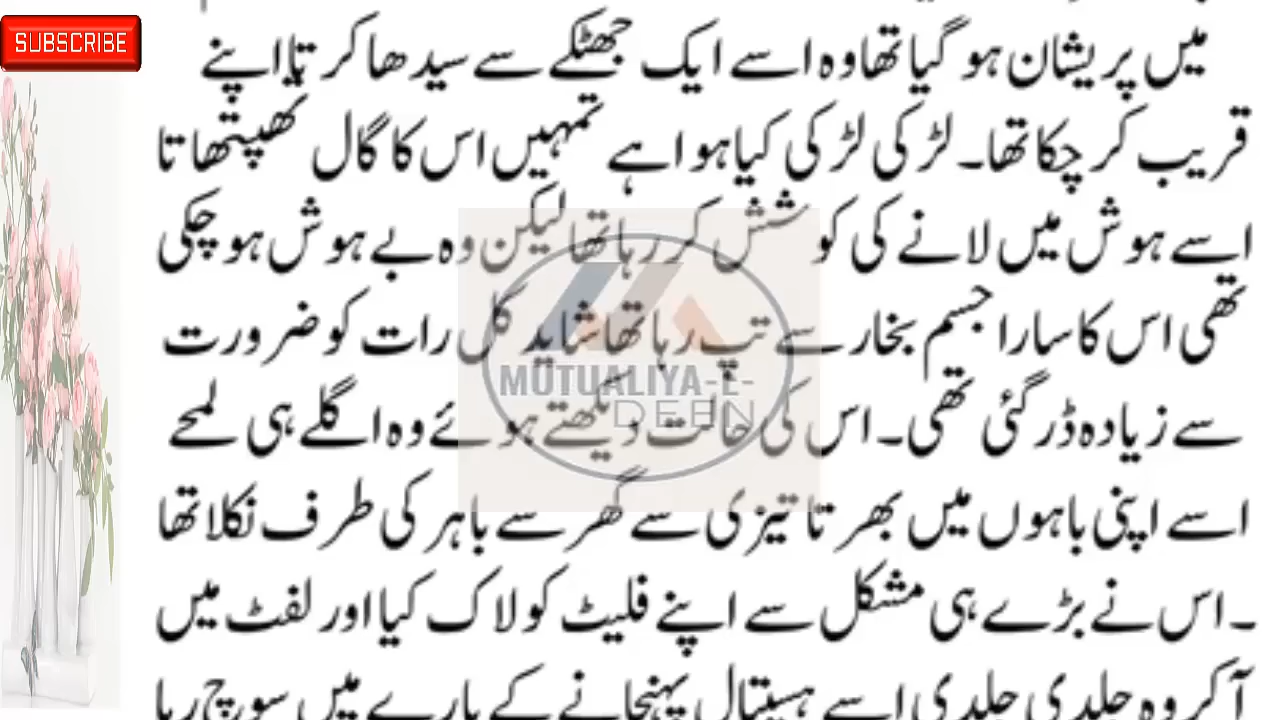 SUBSCRIBE
میں پریشان ہو گیا تھا وہ اسے ایک جھٹکے سے سیدھا کرتا اپنے
قریب کر چکا تھا۔ لڑکی لڑکی کیا ہوا ہے تمہیں اس کا گال تھپتھاتا
اسے ہوش میں لانے کی کوشش کر رہا تھا لیکن وہ بے ہوش ہو چکی
تھی اس کا سارا جسم بخار سے تپ رہا تھا شاید کل رات کو ضرورت
سے زیادہ ڈر گئی تھی۔ اس کی حالت دیکھتے ہوئے وہ اگلے ہی لمحے
اسے اپنی باہوں میں بھرتا تیزی سے گھر سے باہر کی طرف نکلا تھا
۔ اس نے بڑے ہی مشکل سے اپنے فلیٹ کو لاک کیا اور لفٹ میں
آ کر وہ جلدی جلدی اسے ہسپتال پہنچانے کے بارے میں سوچ رہا
MUTUALIYA-E-
DEEN